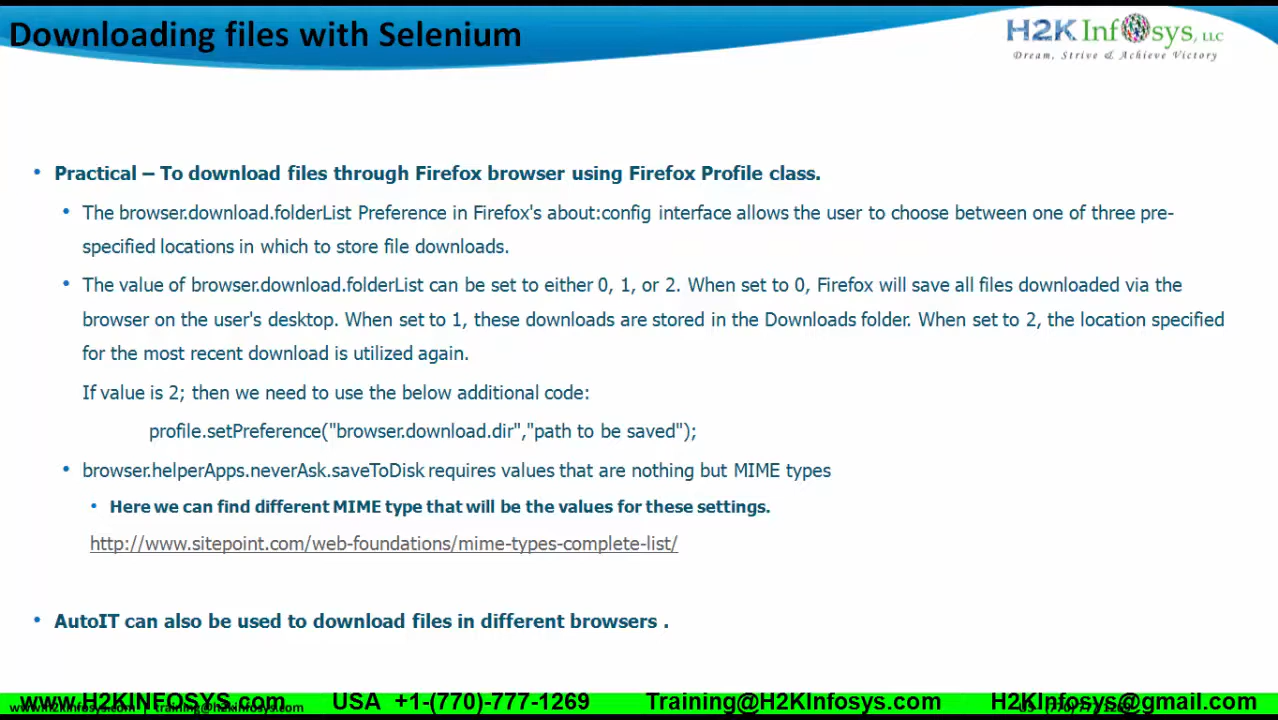 Downloading files with Selenium
H2K Infosys, LLC
Dream, Strive & Achieve Victory
• Practical – To download files through Firefox browser using Firefox Profile class.
• The browser.download.folderList Preference in Firefox's about:config interface allows the user to choose between one of three pre-
specified locations in which to store file downloads.
• The value of browser.download.folderList can be set to either 0, 1, or 2. When set to 0, Firefox will save all files downloaded via the
browser on the user's desktop. When set to 1, these downloads are stored in the Downloads folder. When set to 2, the location specified
for the most recent download is utilized again.
If value is 2; then we need to use the below additional code:
profile.setPreference("browser.download.dir","path to be saved");
• browser.helperApps.neverAsk.saveToDisk requires values that are nothing but MIME types
• Here we can find different MIME type that will be the values for these settings.
http://www.sitepoint.com/web-foundations/mime-types-complete-list/
• AutoIT can also be used to download files in different browsers .
www.H2KINFOSYS.com USA +1-(770)-777-1269 Training@H2KInfosys.com H2KInfosys@gmail.com
www.h2kinfosys.com | training@h2kinfosys.com